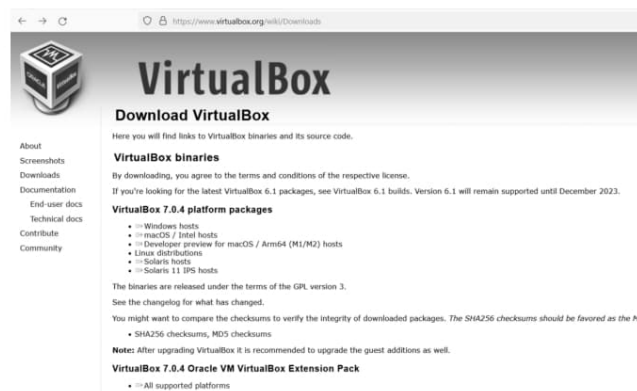 https://www.virtualbox.org/wiki/Downloads
VirtualBox
Download VirtualBox
Here you will find links to VirtualBox binaries and its source code.
About
Screenshots
Downloads
Documentation
End-user docs
Technical docs
Contribute
Community
VirtualBox binaries
By downloading, you agree to the terms and conditions of the respective license.
If you're looking for the latest VirtualBox 6.1 packages, see VirtualBox 6.1 builds. Version 6.1 will remain supported until December 2023.
VirtualBox 7.0.4 platform packages
Windows hosts
macOS / Intel hosts
Developer preview for macOS / Arm64 (M1/M2) hosts
Linux distributions
Solaris hosts
Solaris 11 IPS hosts
The binaries are released under the terms of the GPL version 3.
See the changelog for what has changed.
You might want to compare the checksums to verify the integrity of downloaded packages. The SHA256 checksums should be favored as the
SHA256 checksums, MD5 checksums
Note: After upgrading VirtualBox it is recommended to upgrade the guest additions as well.
VirtualBox 7.0.4 Oracle VM VirtualBox Extension Pack
All supported platforms